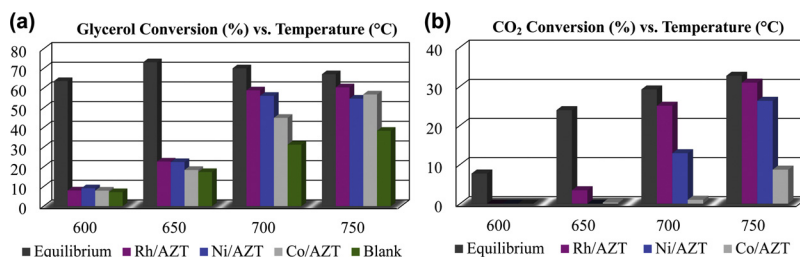 (a)
Glycerol Conversion (%) vs. Temperature (°C)
80
70
60
50
40
30
20
10
0
600 650 700 750
Equilibrium Rh/AZT Ni/AZT Co/AZT Blank
(b)
CO₂ Conversion (%) vs. Temperature (°C)
40
30
20
10
0
600 650 700 750
Equilibrium Rh/AZT Ni/AZT Co/AZT